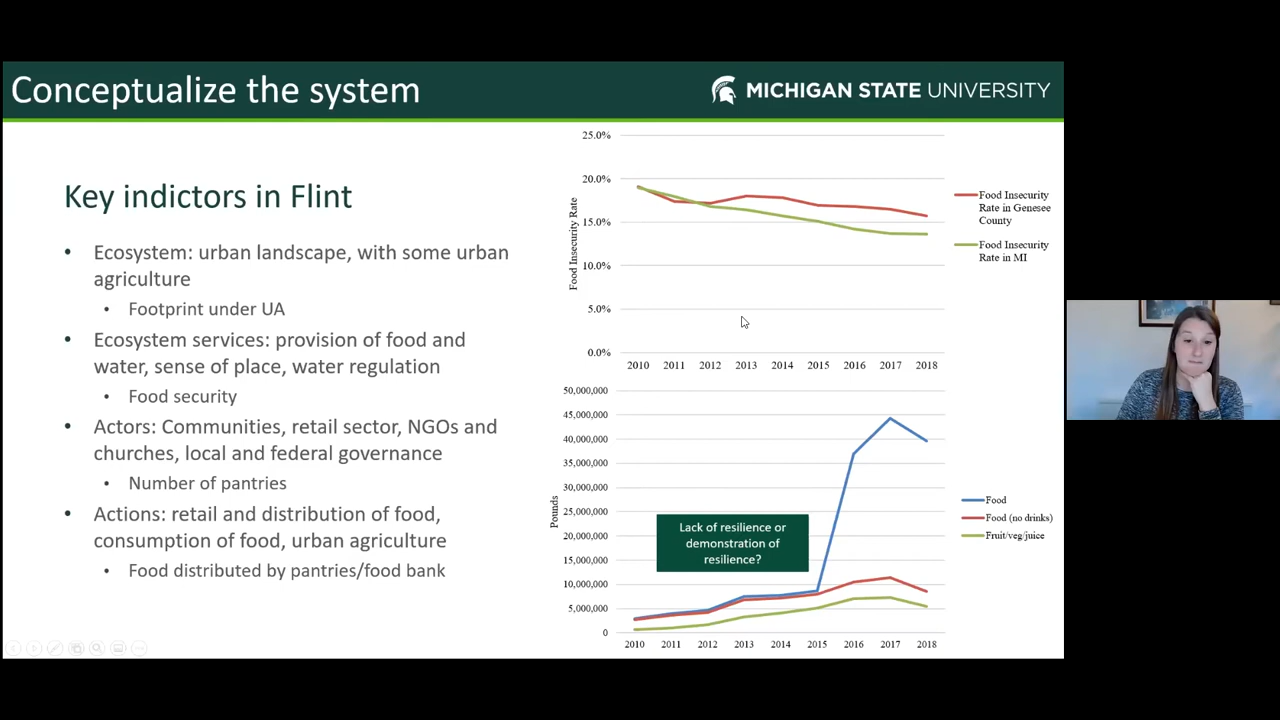 Conceptualize the system
MICHIGAN STATE UNIVERSITY
Key indictors in Flint
• Ecosystem: urban landscape, with some urban
agriculture
• Footprint under UA
• Ecosystem services: provision of food and
water, sense of place, water regulation
• Food security
• Actors: Communities, retail sector, NGOs and
churches, local and federal governance
• Number of pantries
• Actions: retail and distribution of food,
consumption of food, urban agriculture
• Food distributed by pantries/food bank
Food Insecurity Rate
25.0%
20.0%
15.0%
10.0%
5.0%
0.0%
2010 2011 2012 2013 2014 2015 2016 2017 2018
Food Insecurity
Rate in Genesee
County
Food Insecurity
Rate in MI
Pounds
50,000,000
45,000,000
40,000,000
35,000,000
30,000,000
25,000,000
20,000,000
15,000,000
10,000,000
5,000,000
0
2010 2011 2012 2013 2014 2015 2016 2017 2018
Lack of resilience or
demonstration of
resilience?
Food
Food (no drinks)
Fruit/veg/juice